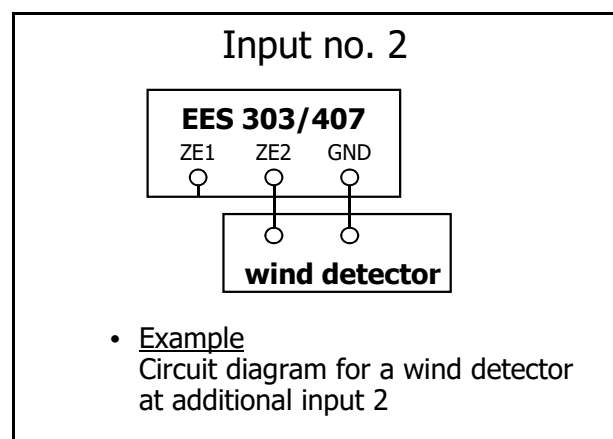 Input no. 2
EES 303/407
ZE1 ZE2 GND
wind detector
• Example
Circuit diagram for a wind detector
at additional input 2